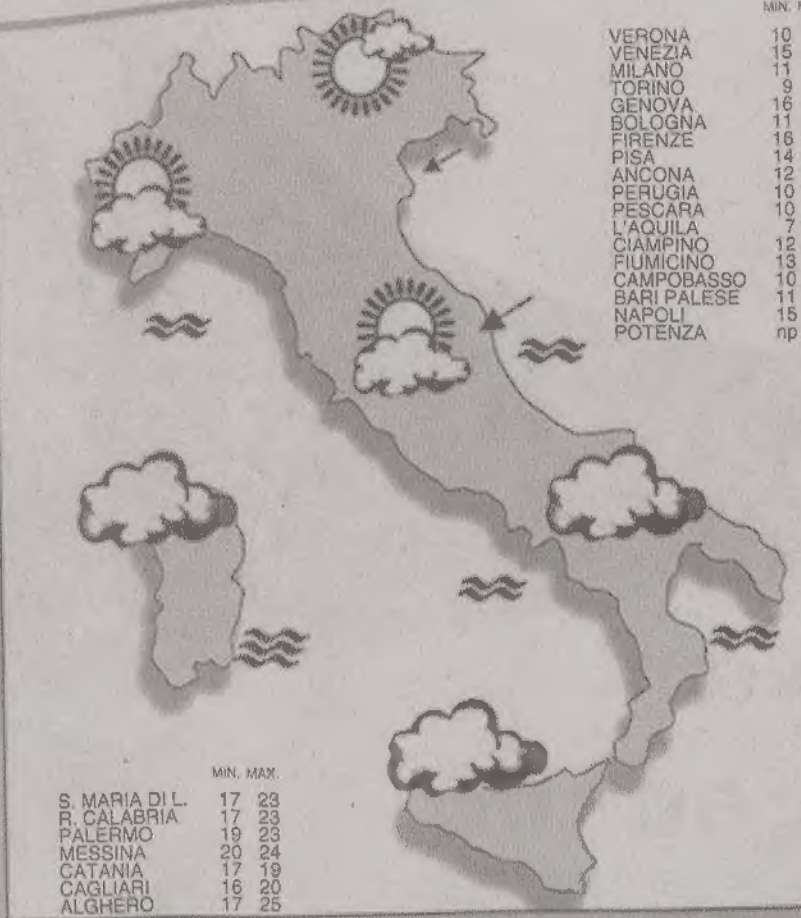 MIN.
VERONA 10
VENEZIA 15
MILANO 11
TORINO 9
GENOVA 16
BOLOGNA 11
FIRENZE 16
PISA 14
ANCONA 12
PERUGIA 10
PESCARA 10
L'AQUILA 7
CIAMPINO 12
FIUMICINO 13
CAMPOBASSO 10
BARI PALESE 11
NAPOLI 15
POTENZA np
MIN. MAX.
S. MARIA DI L. 17 23
R. CALABRIA 17 23
PALERMO 19 23
MESSINA 20 24
CATANIA 17 19
CAGLIARI 16 20
ALGHERO 17 25